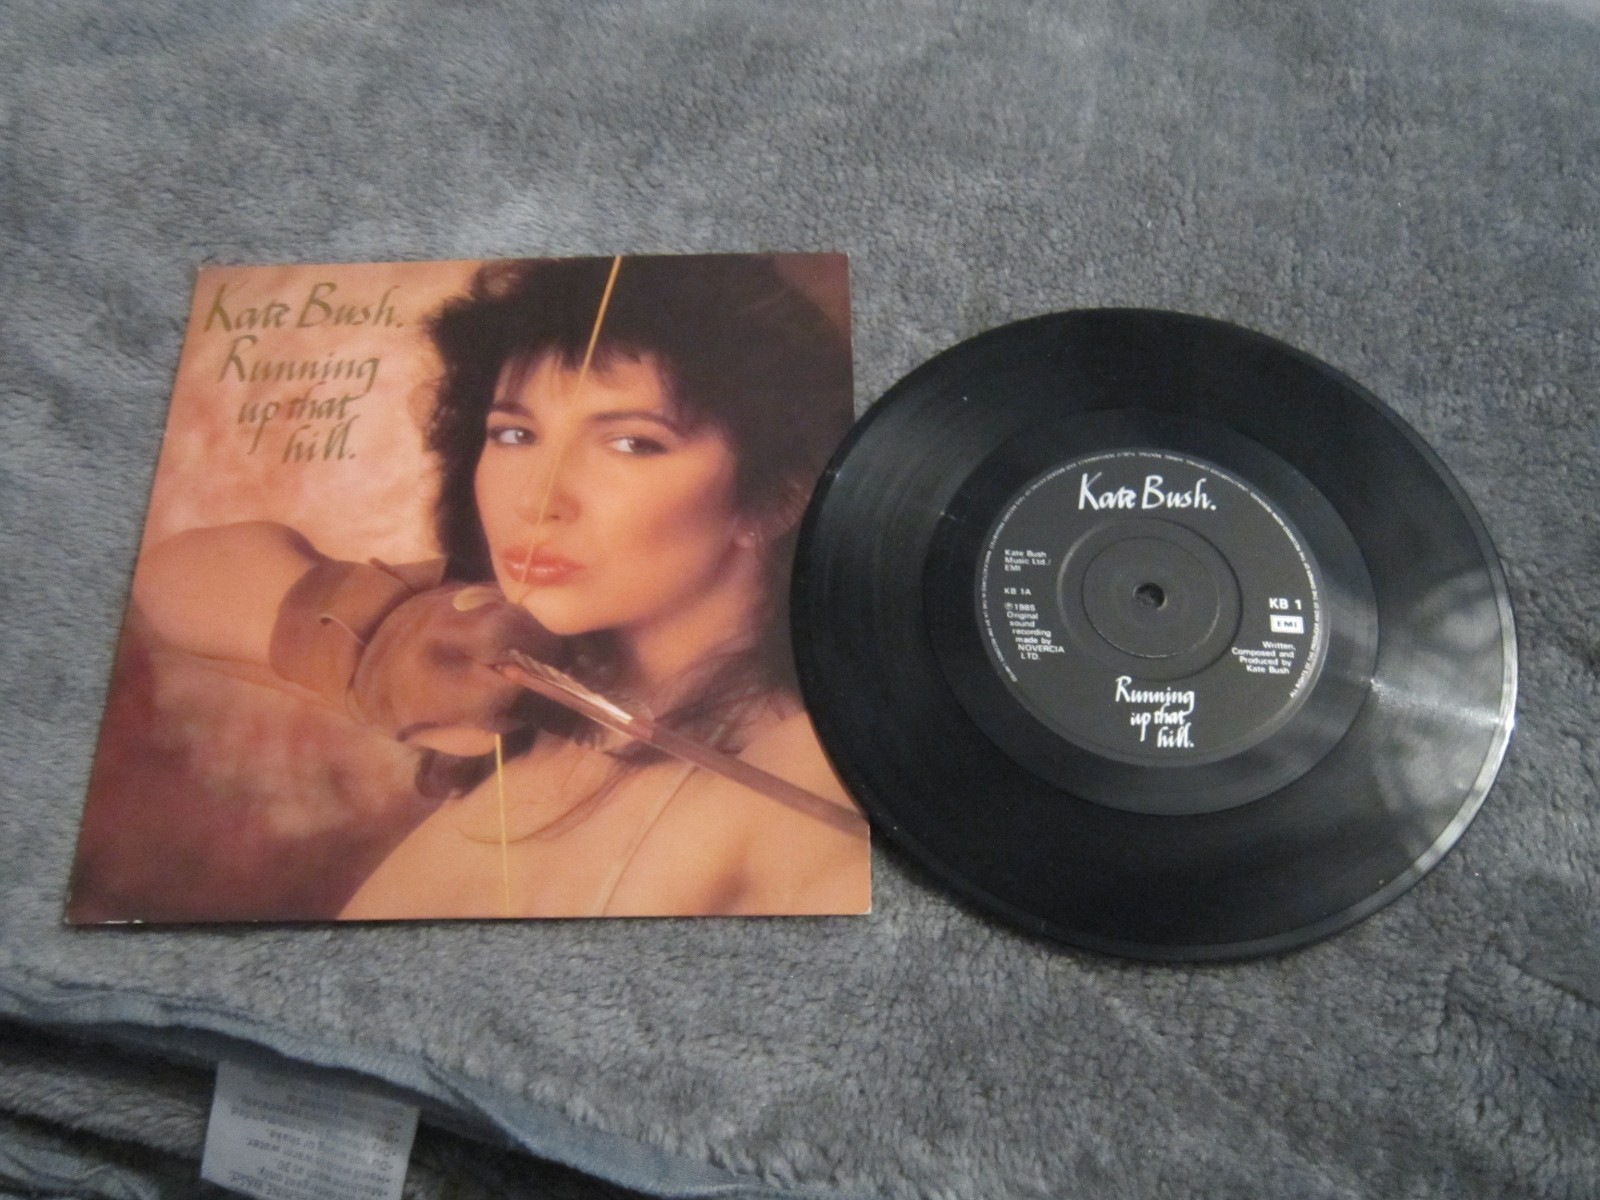 Kate Bush.
Running
up that
hill.
Kate Bush.
Kate Bush
Music Ltd./
EMI
KB 1A
℗1985
Original
sound
recording
made by
NOVERCIA
LTD.
KB 1
EMI
Written,
Composed and
Produced by
Kate Bush
Running
up that
hill.